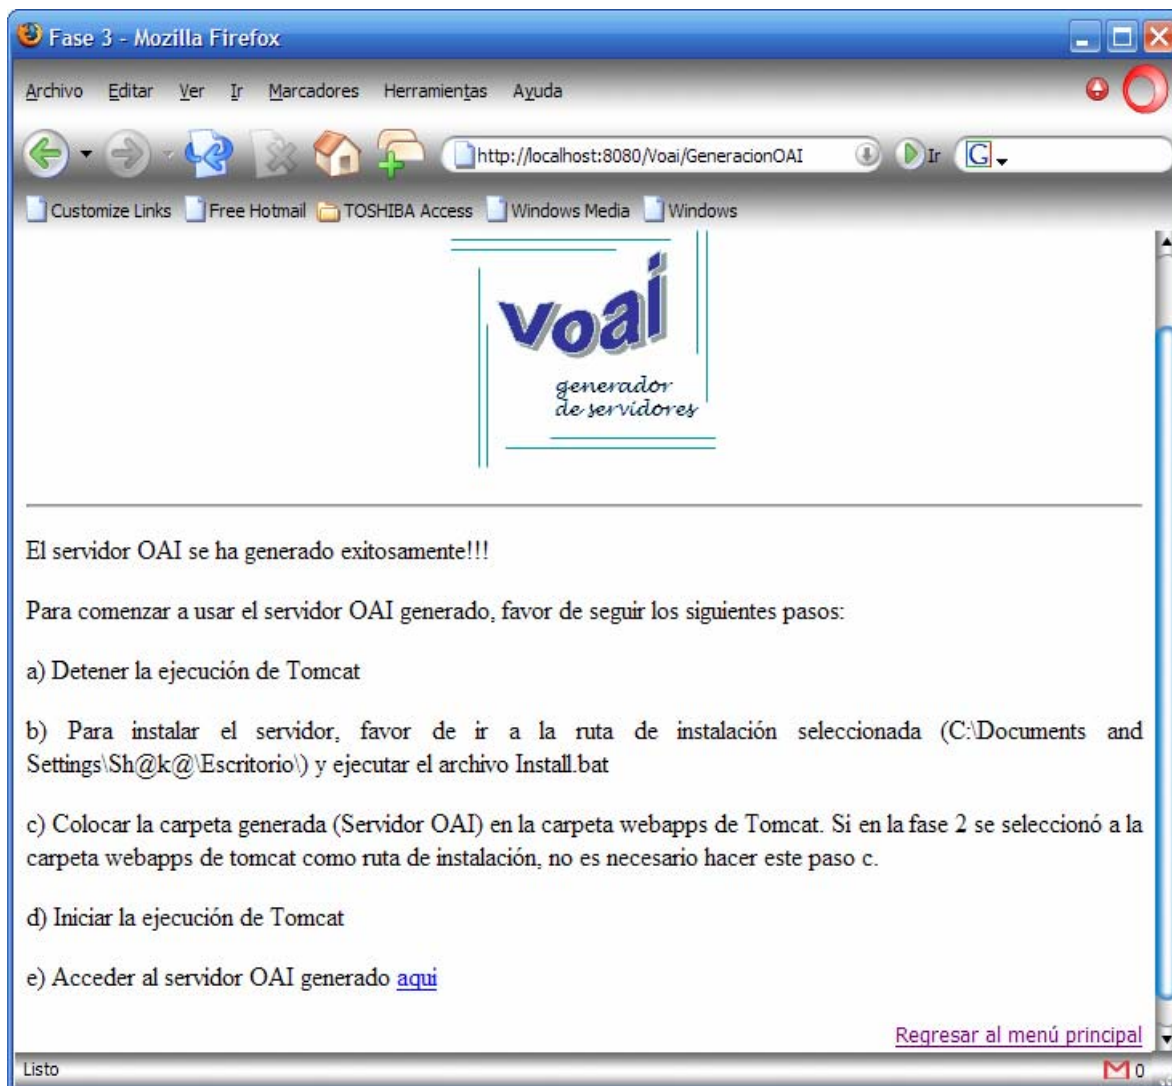 Fase 3 - Mozilla Firefox
Archivo Editar Ver Ir Marcadores Herramientas Ayuda
http://localhost:8080/Voai/GeneracionOAI Ir G
Customize Links Free Hotmail TOSHIBA Access Windows Media Windows
voai
generador
de servidores
El servidor OAI se ha generado exitosamente!!!
Para comenzar a usar el servidor OAI generado, favor de seguir los siguientes pasos:
a) Detener la ejecución de Tomcat
b) Para instalar el servidor, favor de ir a la ruta de instalación seleccionada (C:\Documents and
Settings\Sh@k@\Escritorio\) y ejecutar el archivo Install.bat
c) Colocar la carpeta generada (Servidor OAI) en la carpeta webapps de Tomcat. Si en la fase 2 se seleccionó a la
carpeta webapps de tomcat como ruta de instalación, no es necesario hacer este paso c.
d) Iniciar la ejecución de Tomcat
e) Acceder al servidor OAI generado aqui
Regresar al menú principal
Listo 0